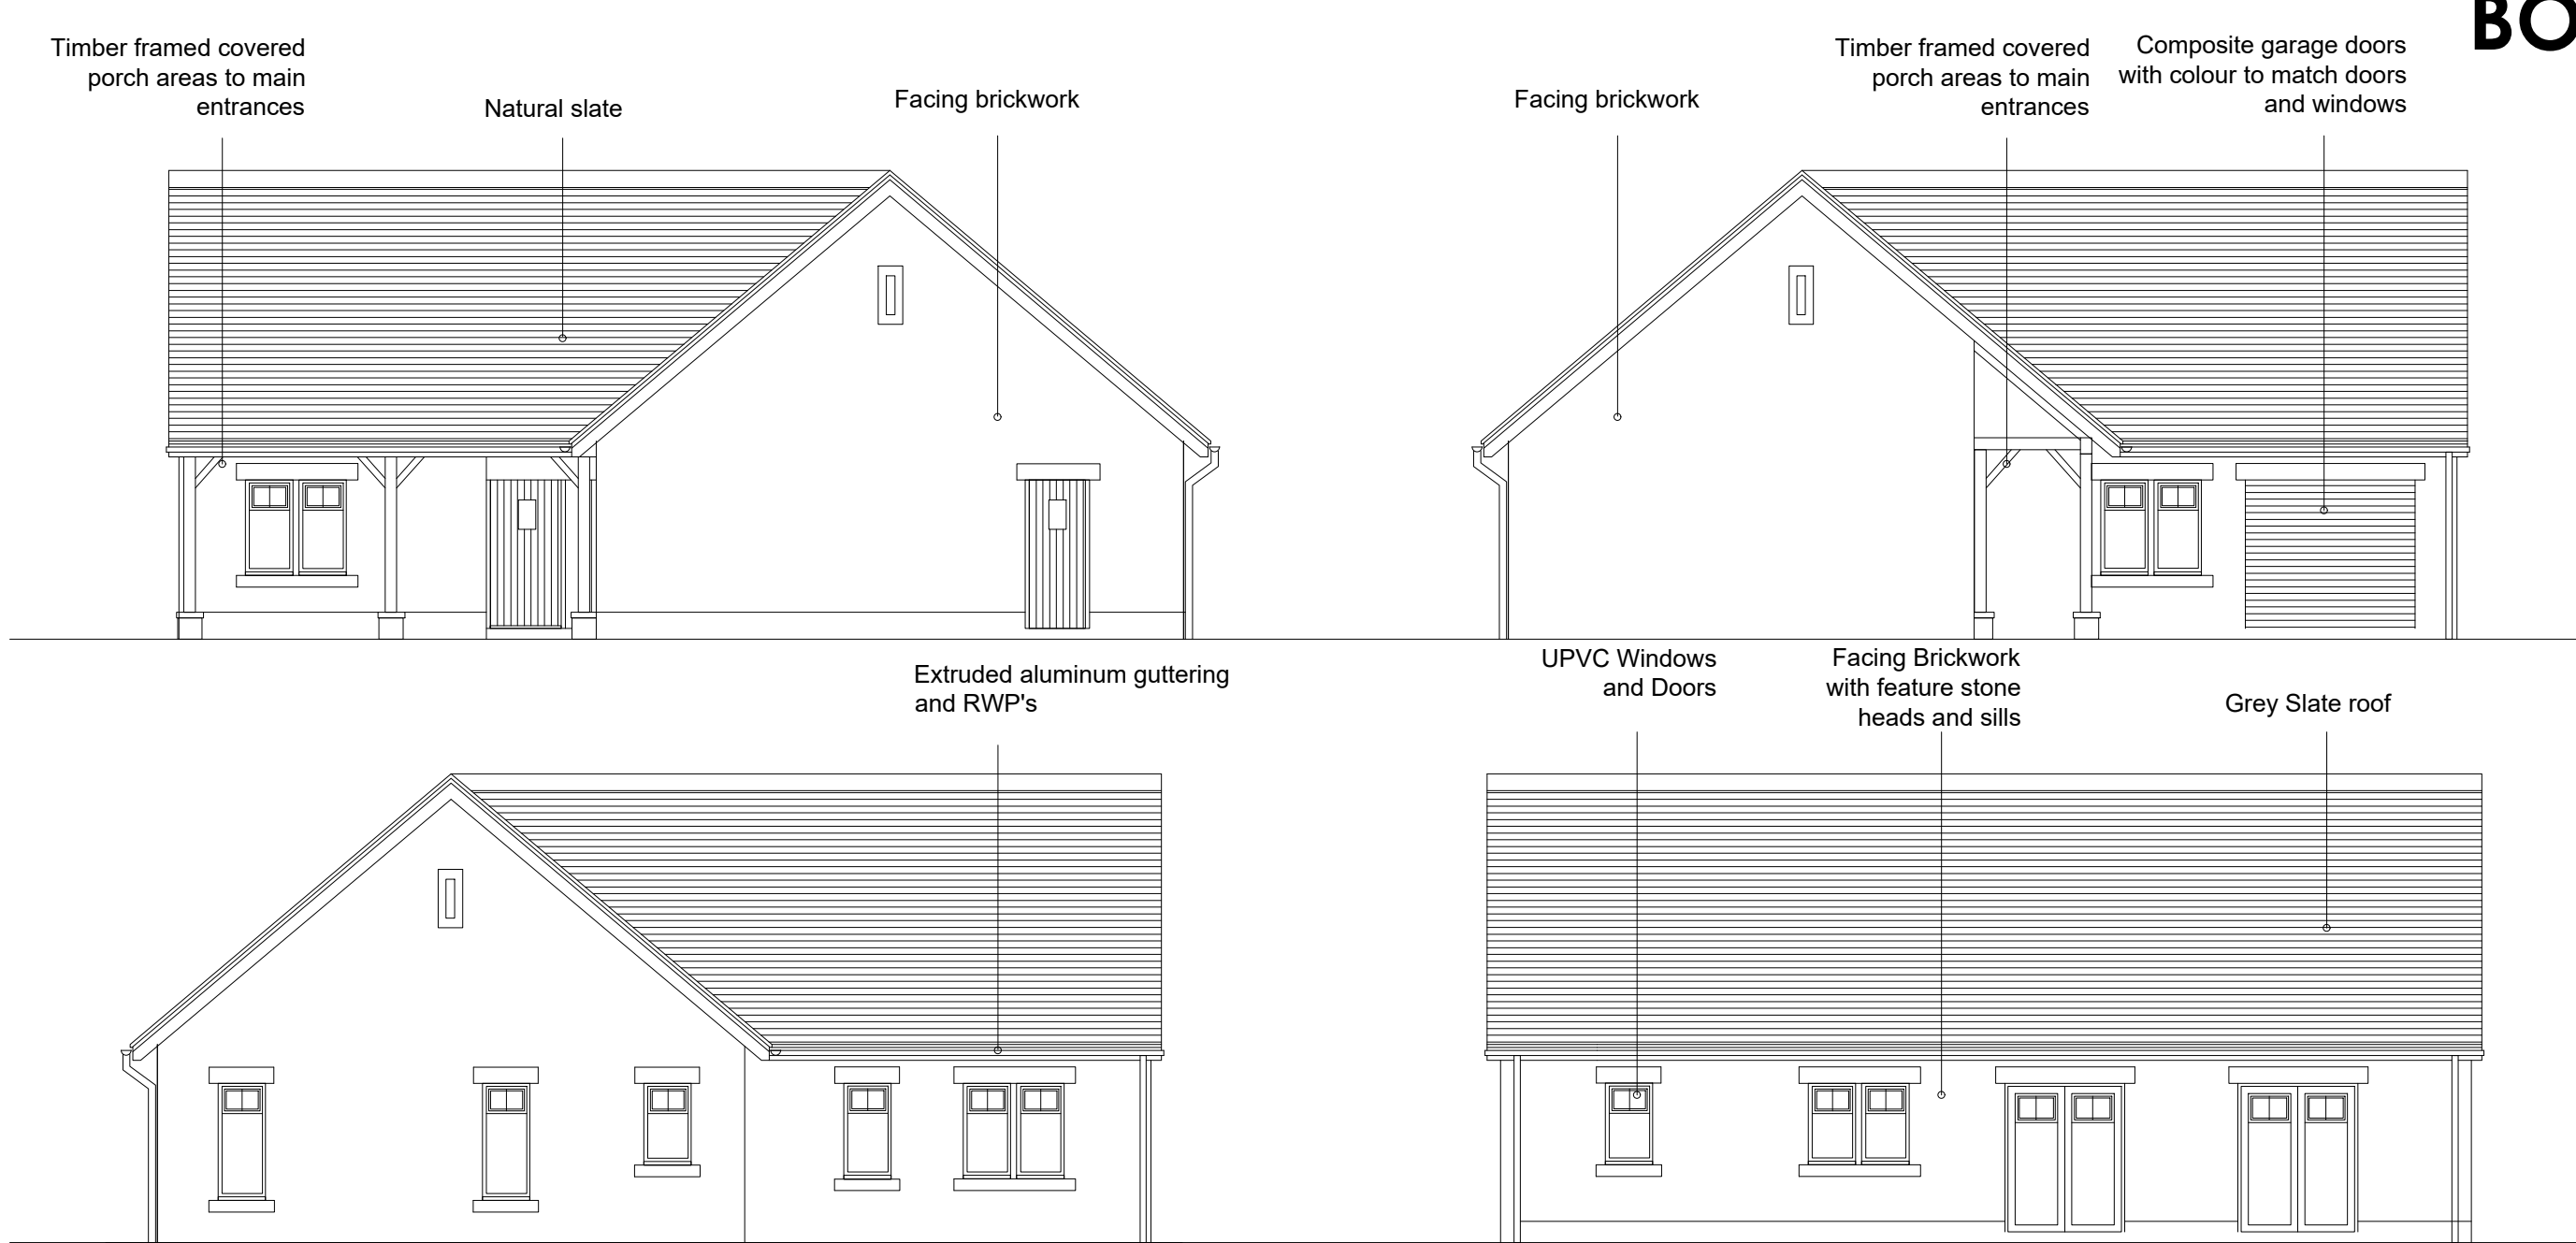 BO
Timber framed covered
porch areas to main
entrances
Natural slate
Facing brickwork
Facing brickwork
Timber framed covered
porch areas to main
entrances
Composite garage doors
with colour to match doors
and windows
Extruded aluminum guttering
and RWP's
UPVC Windows
and Doors
Facing Brickwork
with feature stone
heads and sills
Grey Slate roof